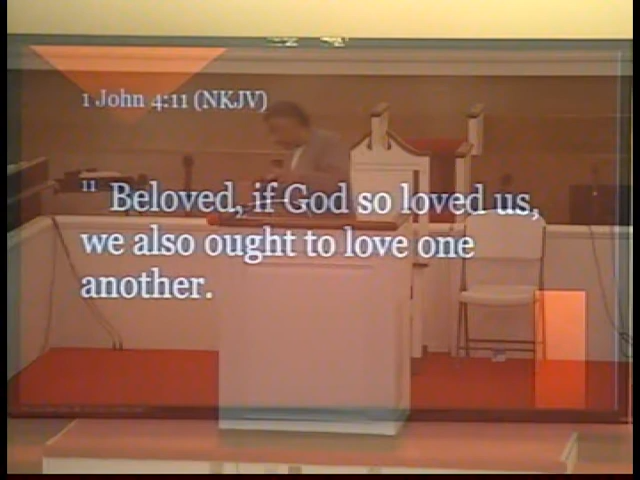 1 John 4:11 (NKJV)
11 Beloved, if God so loved us,
we also ought to love one
another.